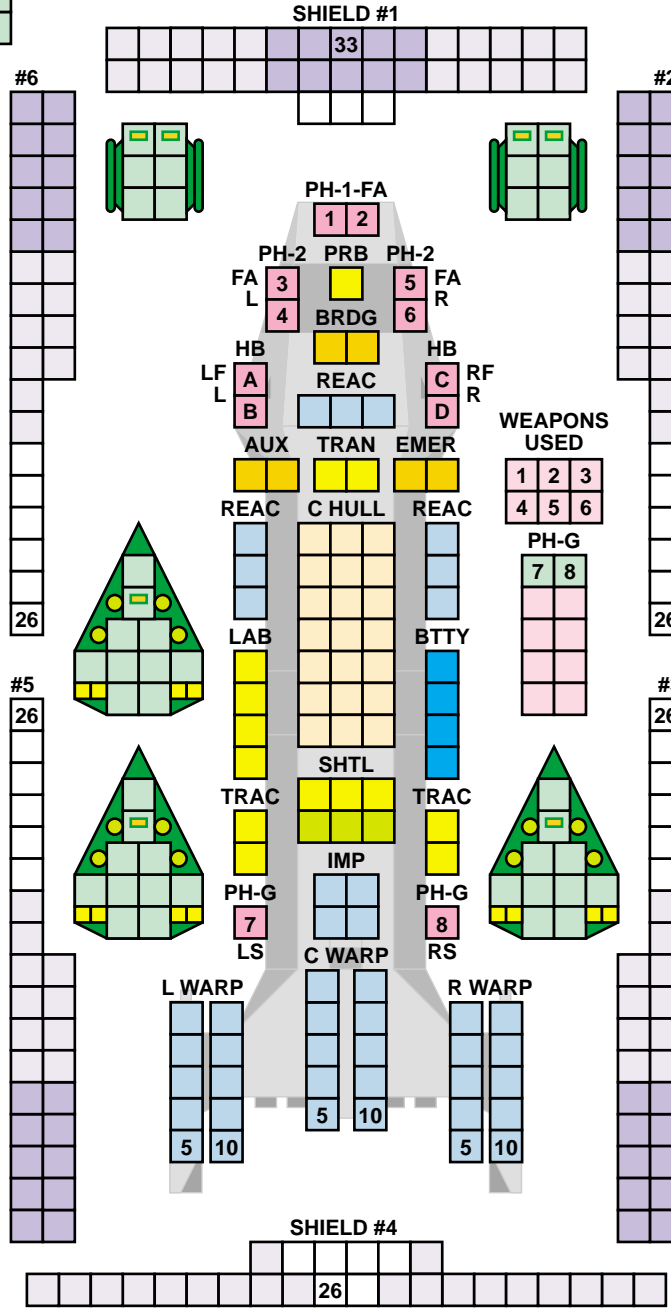 SHIELD #1
33
#6
#2
PH-1-FA
1 2
PH-2 PRB PH-2
FA 3 5 FA
L R
4 6
BRDG
HB HB
LF A REAC C RF
L B D R
WEAPONS
USED
AUX TRAN EMER
1 2 3
4 5 6
REAC C HULL REAC
PH-G
7 8
26 26
LAB BTTY
#5
26 26
SHTL
TRAC TRAC
IMP
PH-G PH-G
7 8
LS RS
C WARP
L WARP R WARP
5 10
5 10 5 10
SHIELD #4
26